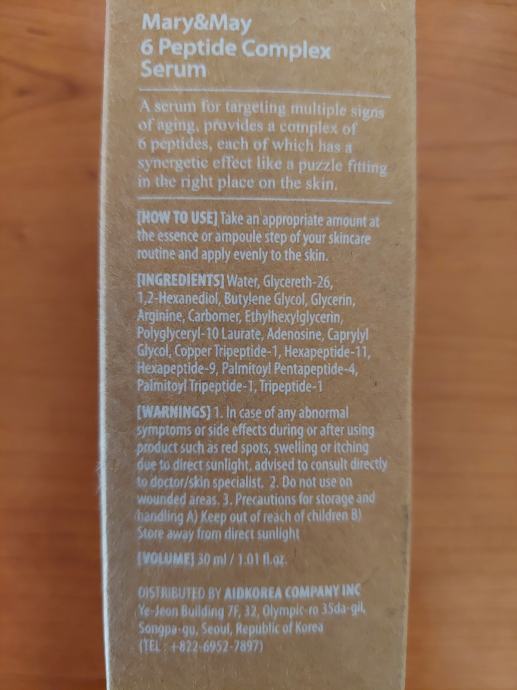 Mary&May
6 Peptide Complex
Serum
A serum for targeting multiple signs
of aging, provides a complex of
6 peptides, each of which has a
synergetic effect like a puzzle fitting
in the right place on the skin.
[HOW TO USE] Take an appropriate amount at
the essence or ampoule step of your skincare
routine and apply evenly to the skin.
[INGREDIENTS] Water, Glycereth-26,
1,2-Hexanediol, Butylene Glycol, Glycerin,
Arginine, Carbomer, Ethylhexylglycerin,
Polyglyceryl-10 Laurate, Adenosine, Caprylyl
Glycol, Copper Tripeptide-1, Hexapeptide-11,
Hexapeptide-9, Palmitoyl Pentapeptide-4,
Palmitoyl Tripeptide-1, Tripeptide-1
[WARNINGS] 1. In case of any abnormal
symptoms or side effects during or after using
product such as red spots, swelling or itching
due to direct sunlight, advised to consult directly
to doctor/skin specialist. 2. Do not use on
wounded areas. 3. Precautions for storage and
handling A) Keep out of reach of children B)
Store away from direct sunlight
[VOLUME] 30 ml / 1.01 fl.oz.
DISTRIBUTED BY AIDKOREA COMPANY INC
Ye-Jeon Building 7F, 32, Olympic-ro 35da-gil,
Songpa-gu, Seoul, Republic of Korea
(TEL : +822-6952-7897)